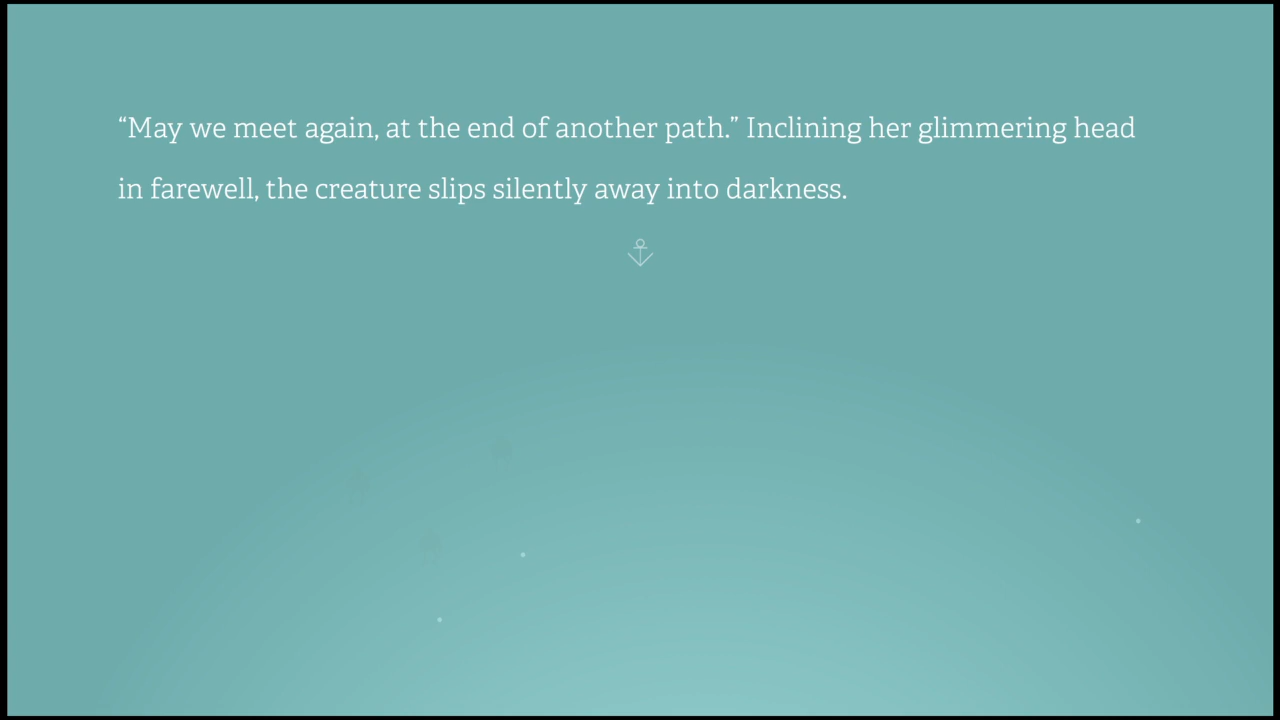 “May we meet again, at the end of another path.” Inclining her glimmering head
in farewell, the creature slips silently away into darkness.